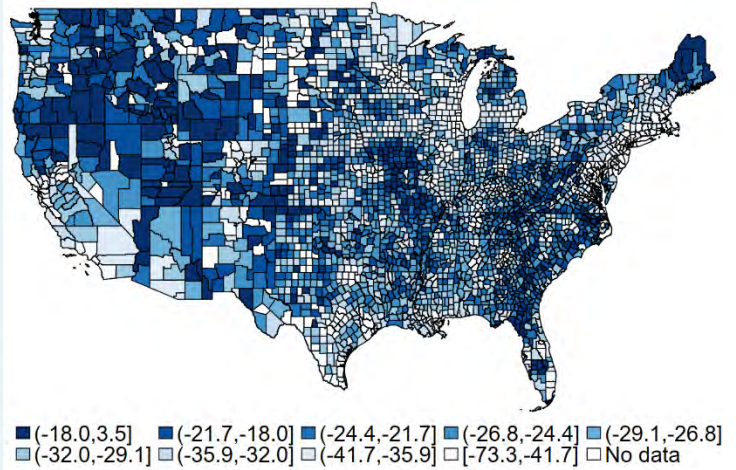 (-18.0,3.5] (-21.7,-18.0] (-24.4,-21.7] (-26.8,-24.4] (-29.1,-26.8]
(-32.0,-29.1] (-35.9,-32.0] (-41.7,-35.9] [-73.3,-41.7] No data